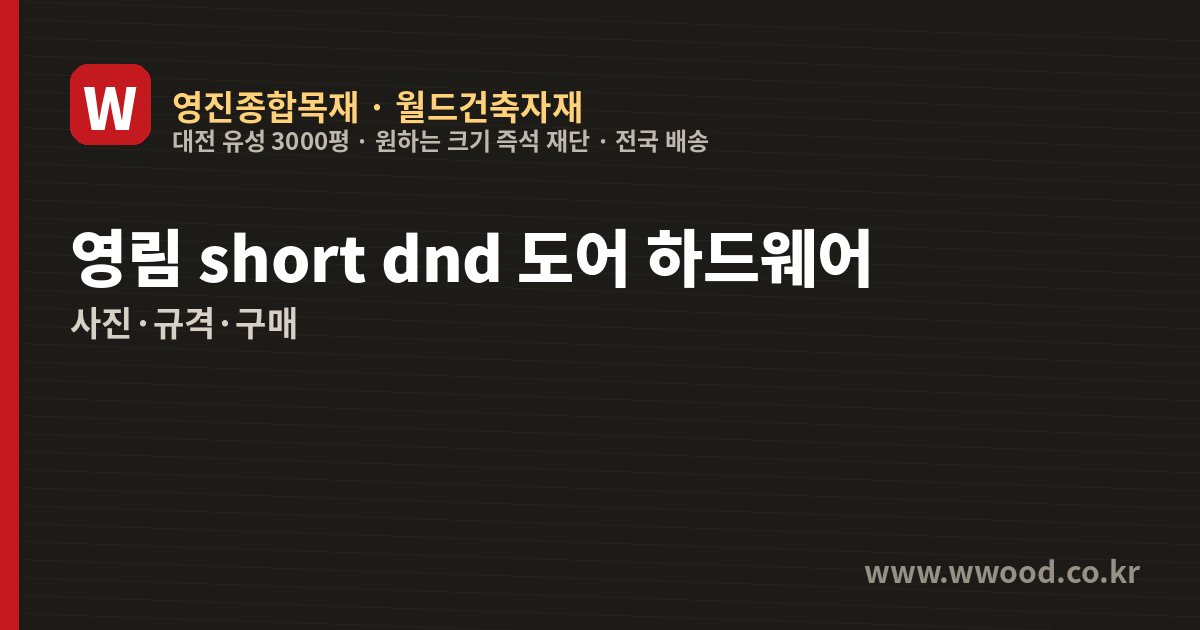 W
영진종합목재 · 월드건축자재
대전 유성 3000평 · 원하는 크기 즉석 재단 · 전국 배송
영림 short dnd 도어 하드웨어
사진·규격·구매
www.wwood.co.kr